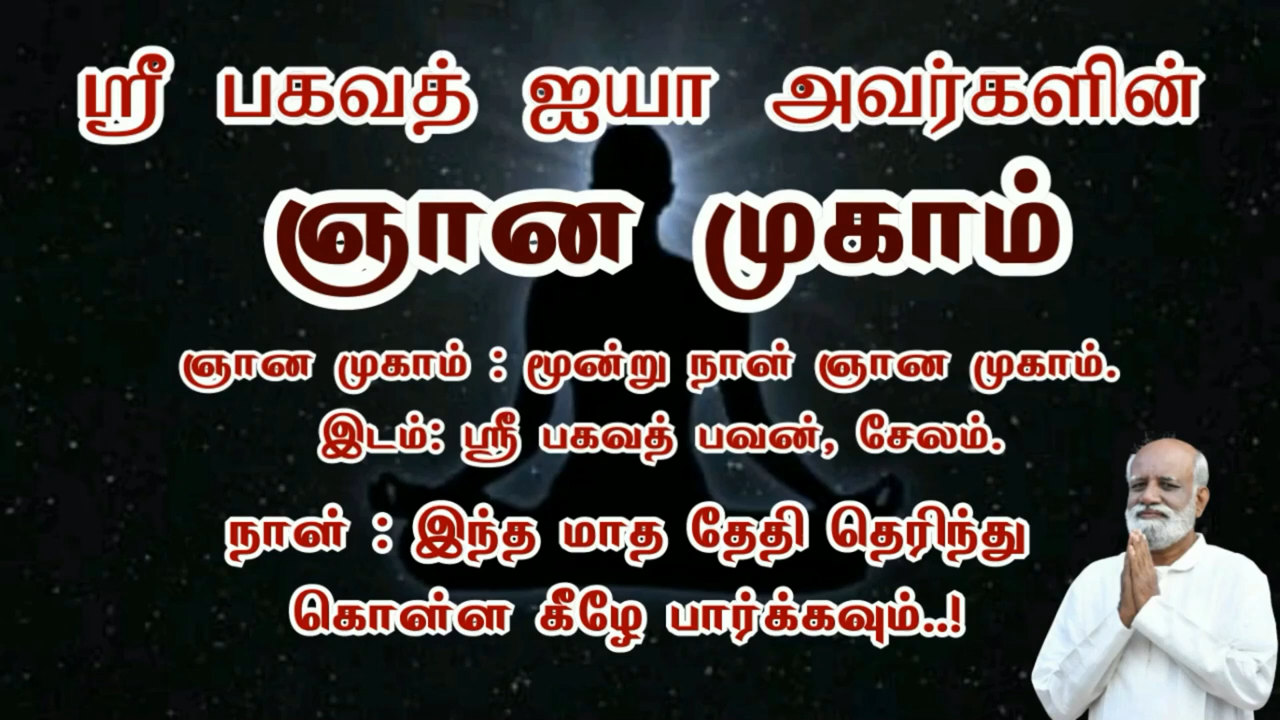 ஸ்ரீ பகவத் ஐயா அவர்களின்
ஞான முகாம்
ஞான முகாம் : மூன்று நாள் ஞான முகாம்.
இடம்: ஸ்ரீ பகவத் பவன், சேலம்.
நாள் : இந்த மாத தேதி தெரிந்து
கொள்ள கீழே பார்க்கவும்..!